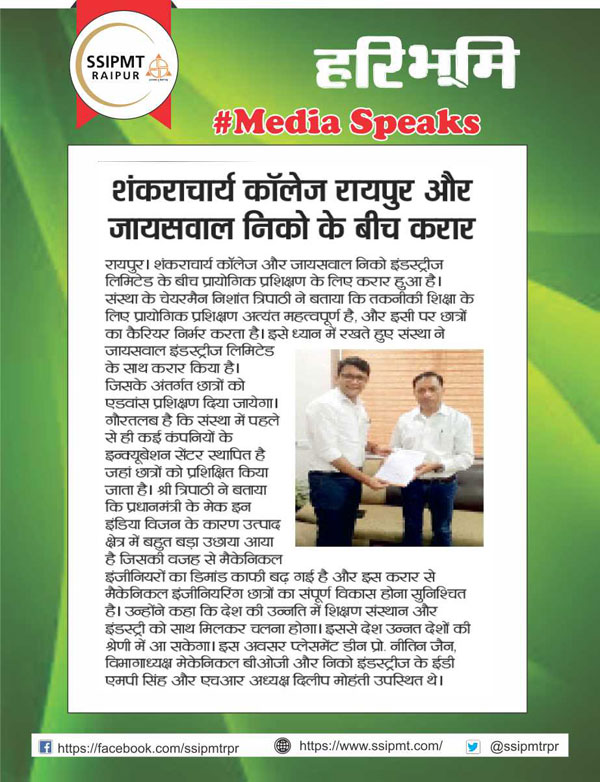 SSIPMT
RAIPUR
हरिभूमि
#Media Speaks
शंकराचार्य कॉलेज रायपुर और
जायसवाल निको के बीच करार
रायपुर। शंकराचार्य कॉलेज और जायसवाल निको इंडस्ट्रीज
लिमिटेड के बीच प्रायोगिक प्रशिक्षण के लिए करार हुआ है।
संस्था के चेयरमैन निशांत त्रिपाठी ने बताया कि तकनीकी शिक्षा के
लिए प्रायोगिक प्रशिक्षण अत्यंत महत्वपूर्ण है, और इसी पर छात्रों
का कैरियर निर्भर करता है। इसे ध्यान में रखते हुए संस्था ने
जायसवाल इंडस्ट्रीज लिमिटेड
के साथ करार किया है।
जिसके अंतर्गत छात्रों को
एडवांस प्रशिक्षण दिया जायेगा।
गौरतलब है कि संस्था में पहले
से ही कई कंपनियों के
इन्क्यूबेशन सेंटर स्थापित है
जहां छात्रों को प्रशिक्षित किया
जाता है। श्री त्रिपाठी ने बताया
कि प्रधानमंत्री के मेक इन
इंडिया विजन के कारण उत्पाद
क्षेत्र में बहुत बड़ा उछाया आया
है जिसकी वजह से मैकेनिकल
इंजीनियरों का डिमांड काफी बढ़ गई है और इस करार से
मैकेनिकल इंजीनियरिंग छात्रों का संपूर्ण विकास होना सुनिश्चित
है। उन्होंने कहा कि देश की उन्नति में शिक्षण संस्थान और
इंडस्ट्री को साथ मिलकर चलना होगा। इससे देश उन्नत देशों की
श्रेणी में आ सकेगा। इस अवसर प्लेसमेंट डीन प्रो. नीतिन जैन,
विभागाध्यक्ष मेकेनिकल बीओजी और निको इंडस्ट्रीज के ईडी
एमपी सिंह और एचआर अध्यक्ष दिलीप मोहंती उपस्थित थे।
https://facebook.com/ssipmtrpr
https://www.ssipmt.com/
@ssipmtrpr